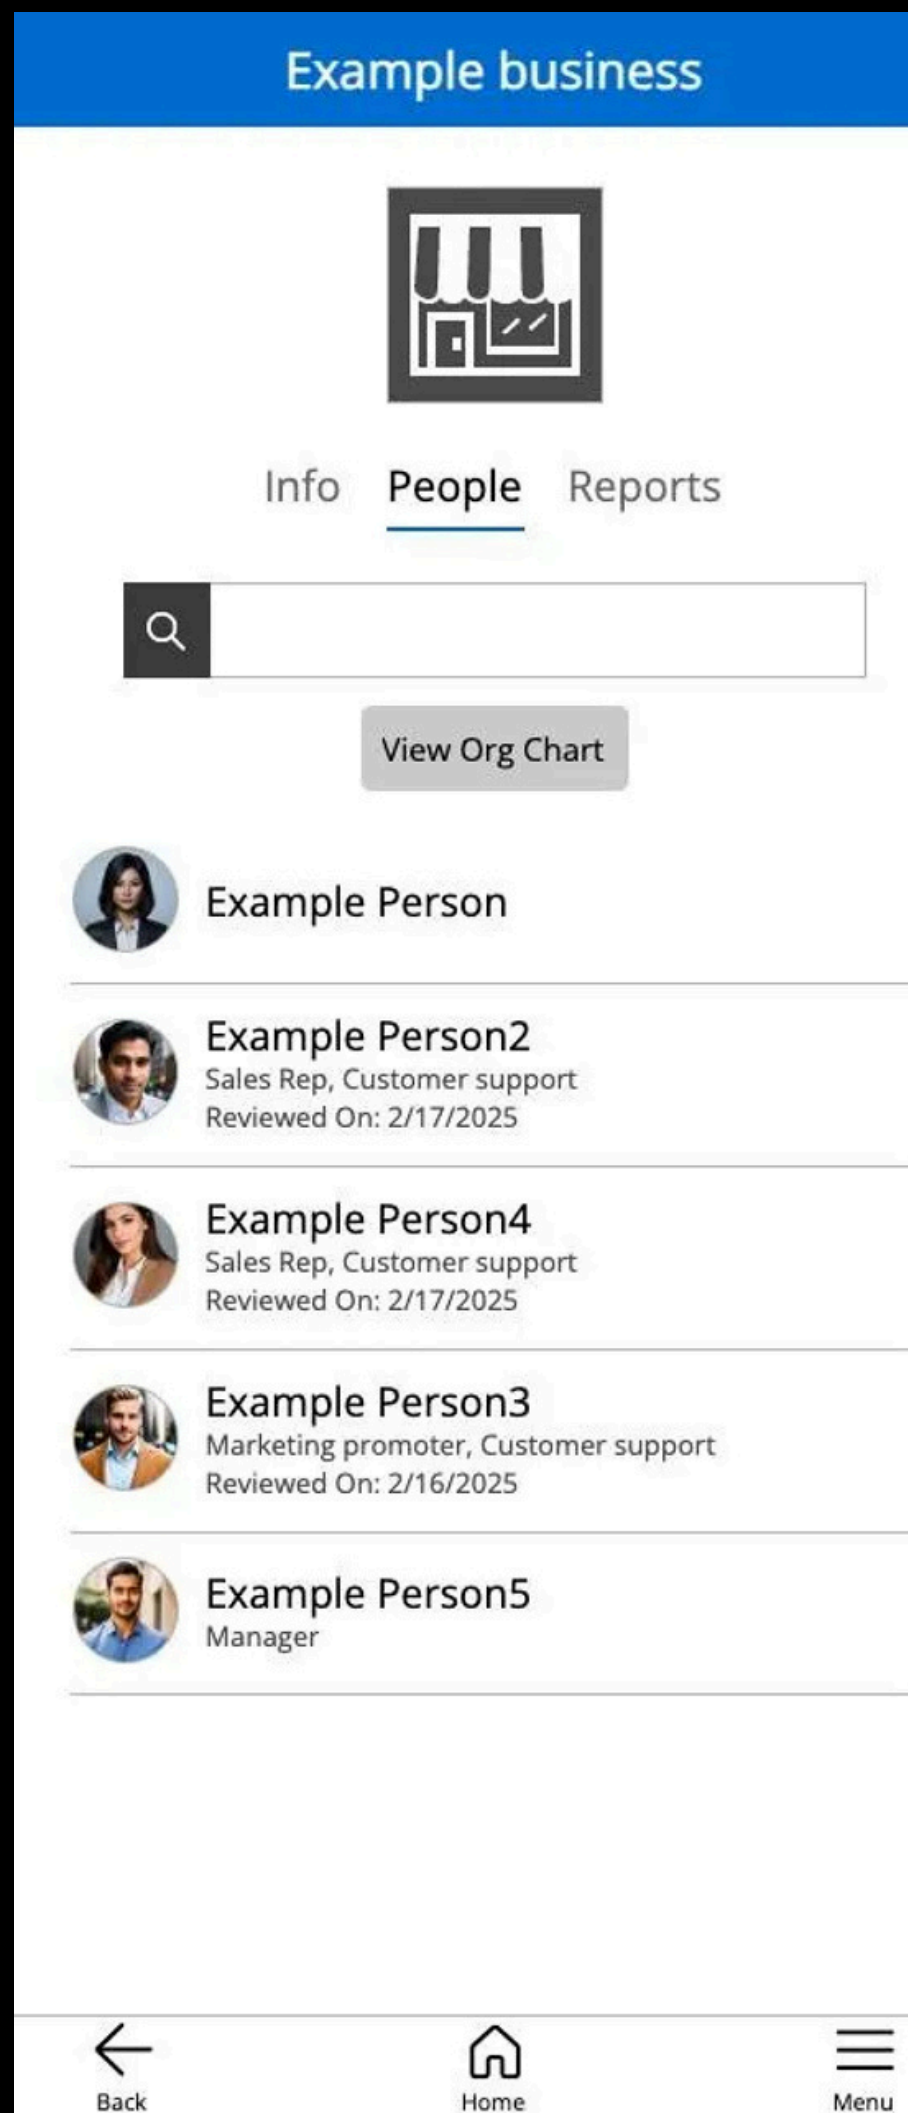 Example business
Info People Reports
View Org Chart
Example Person
Example Person2
Sales Rep, Customer support
Reviewed On: 2/17/2025
Example Person4
Sales Rep, Customer support
Reviewed On: 2/17/2025
Example Person3
Marketing promoter, Customer support
Reviewed On: 2/16/2025
Example Person5
Manager
Back Home Menu